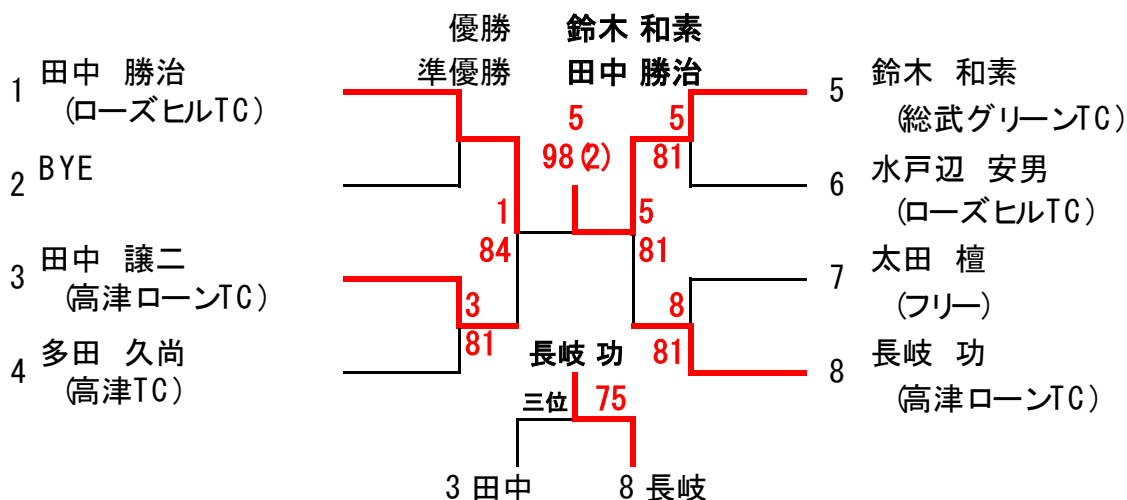 優勝 鈴木 和素
準優勝 田中 勝治
1 田中 勝治
(ローズヒルTC)
2 BYE
3 田中 譲二
(高津ローンTC)
4 多田 久尚
(高津TC)
1
84
3
81
5
98(2)
5
81
5
81
8
81
5 鈴木 和素
(総武グリーンTC)
6 水戸辺 安男
(ローズヒルTC)
7 太田 檀
(フリー)
8 長岐 功
(高津ローンTC)
長岐 功
三位 75
3 田中 8 長岐